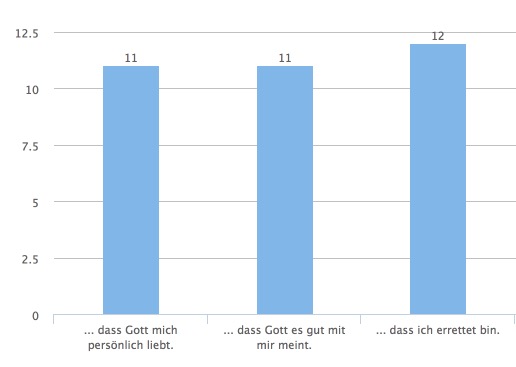 12.5
10
7.5
5
2.5
0
11
11
12
... dass Gott mich
persönlich liebt.
... dass Gott es gut mit
mir meint.
... dass ich errettet bin.